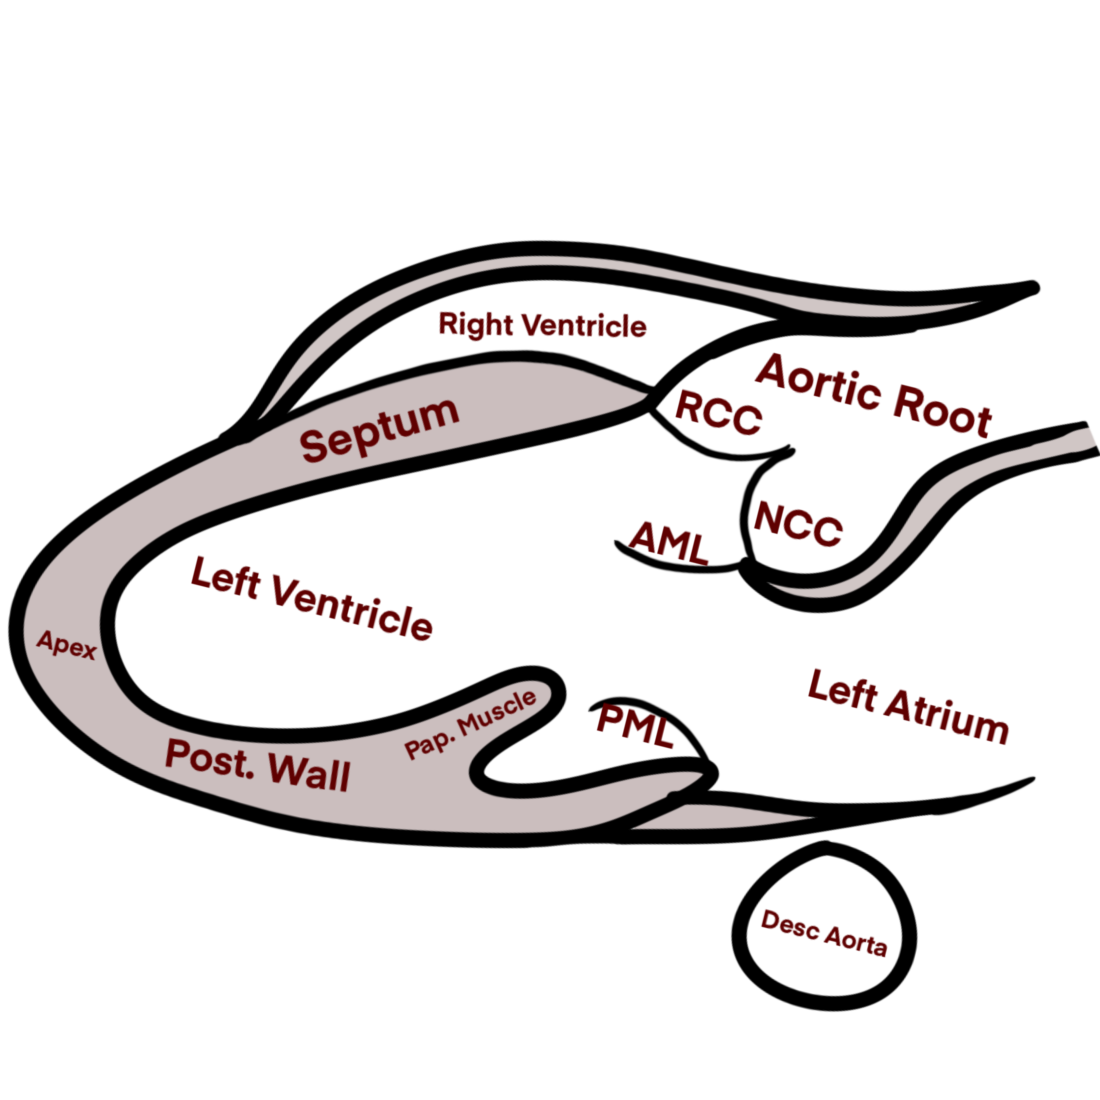 Right Ventricle
Aortic Root
Septum
RCC
NCC
AML
Left Ventricle
Apex
Left Atrium
Pap. Muscle
PML
Post. Wall
Desc Aorta